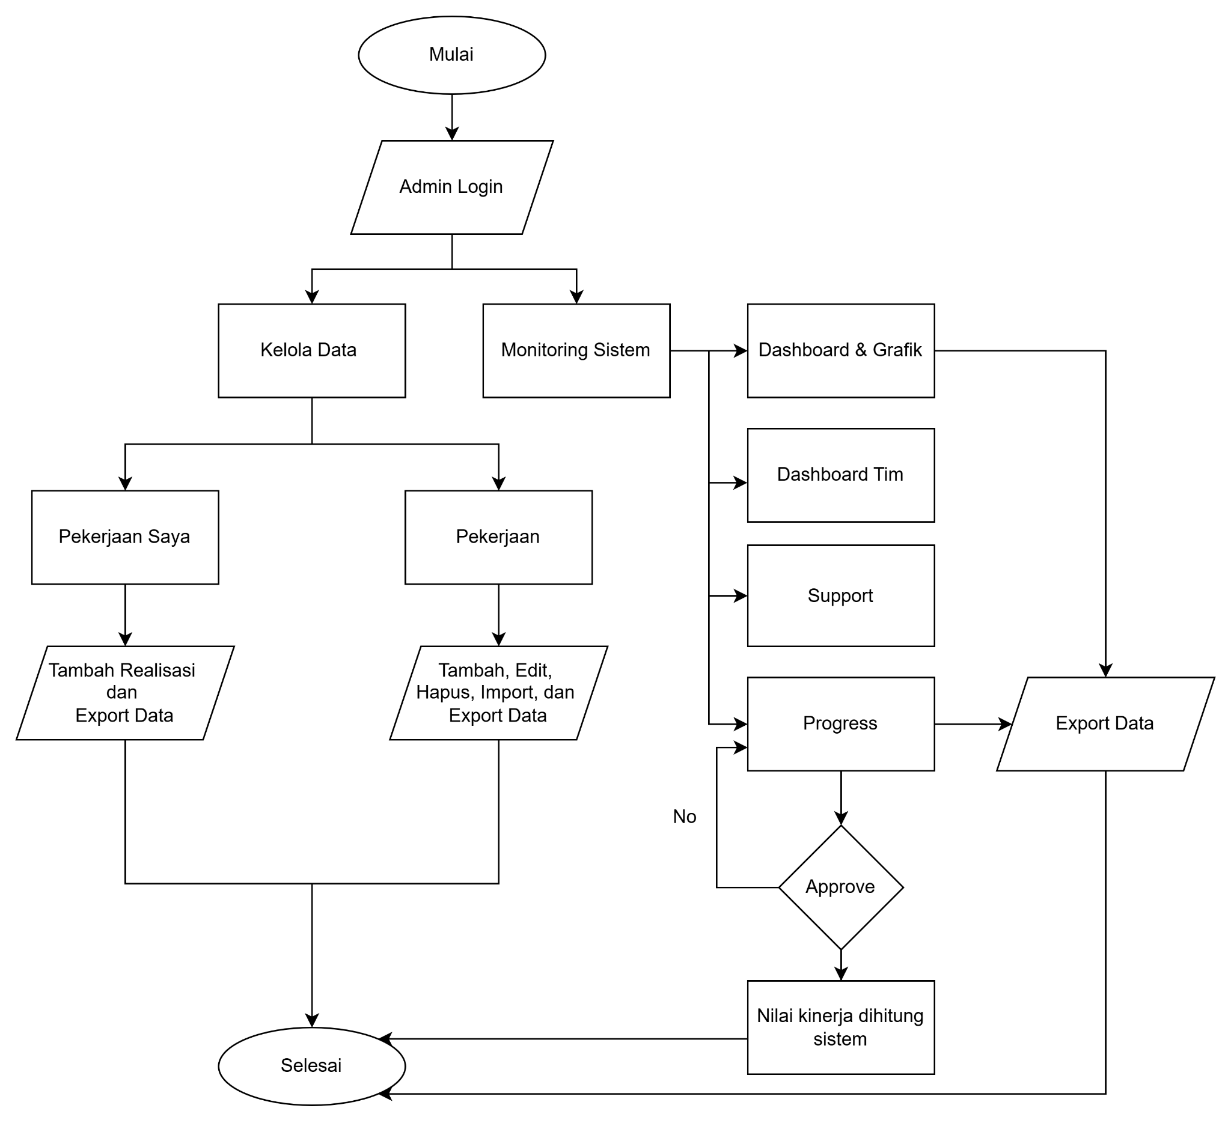 Mulai
Admin Login
Kelola Data
Monitoring Sistem
Dashboard & Grafik
Dashboard Tim
Pekerjaan Saya
Pekerjaan
Support
Tambah Realisasi
dan
Export Data
Tambah, Edit,
Hapus, Import, dan
Export Data
Progress
Export Data
No
Approve
Nilai kinerja dihitung
sistem
Selesai